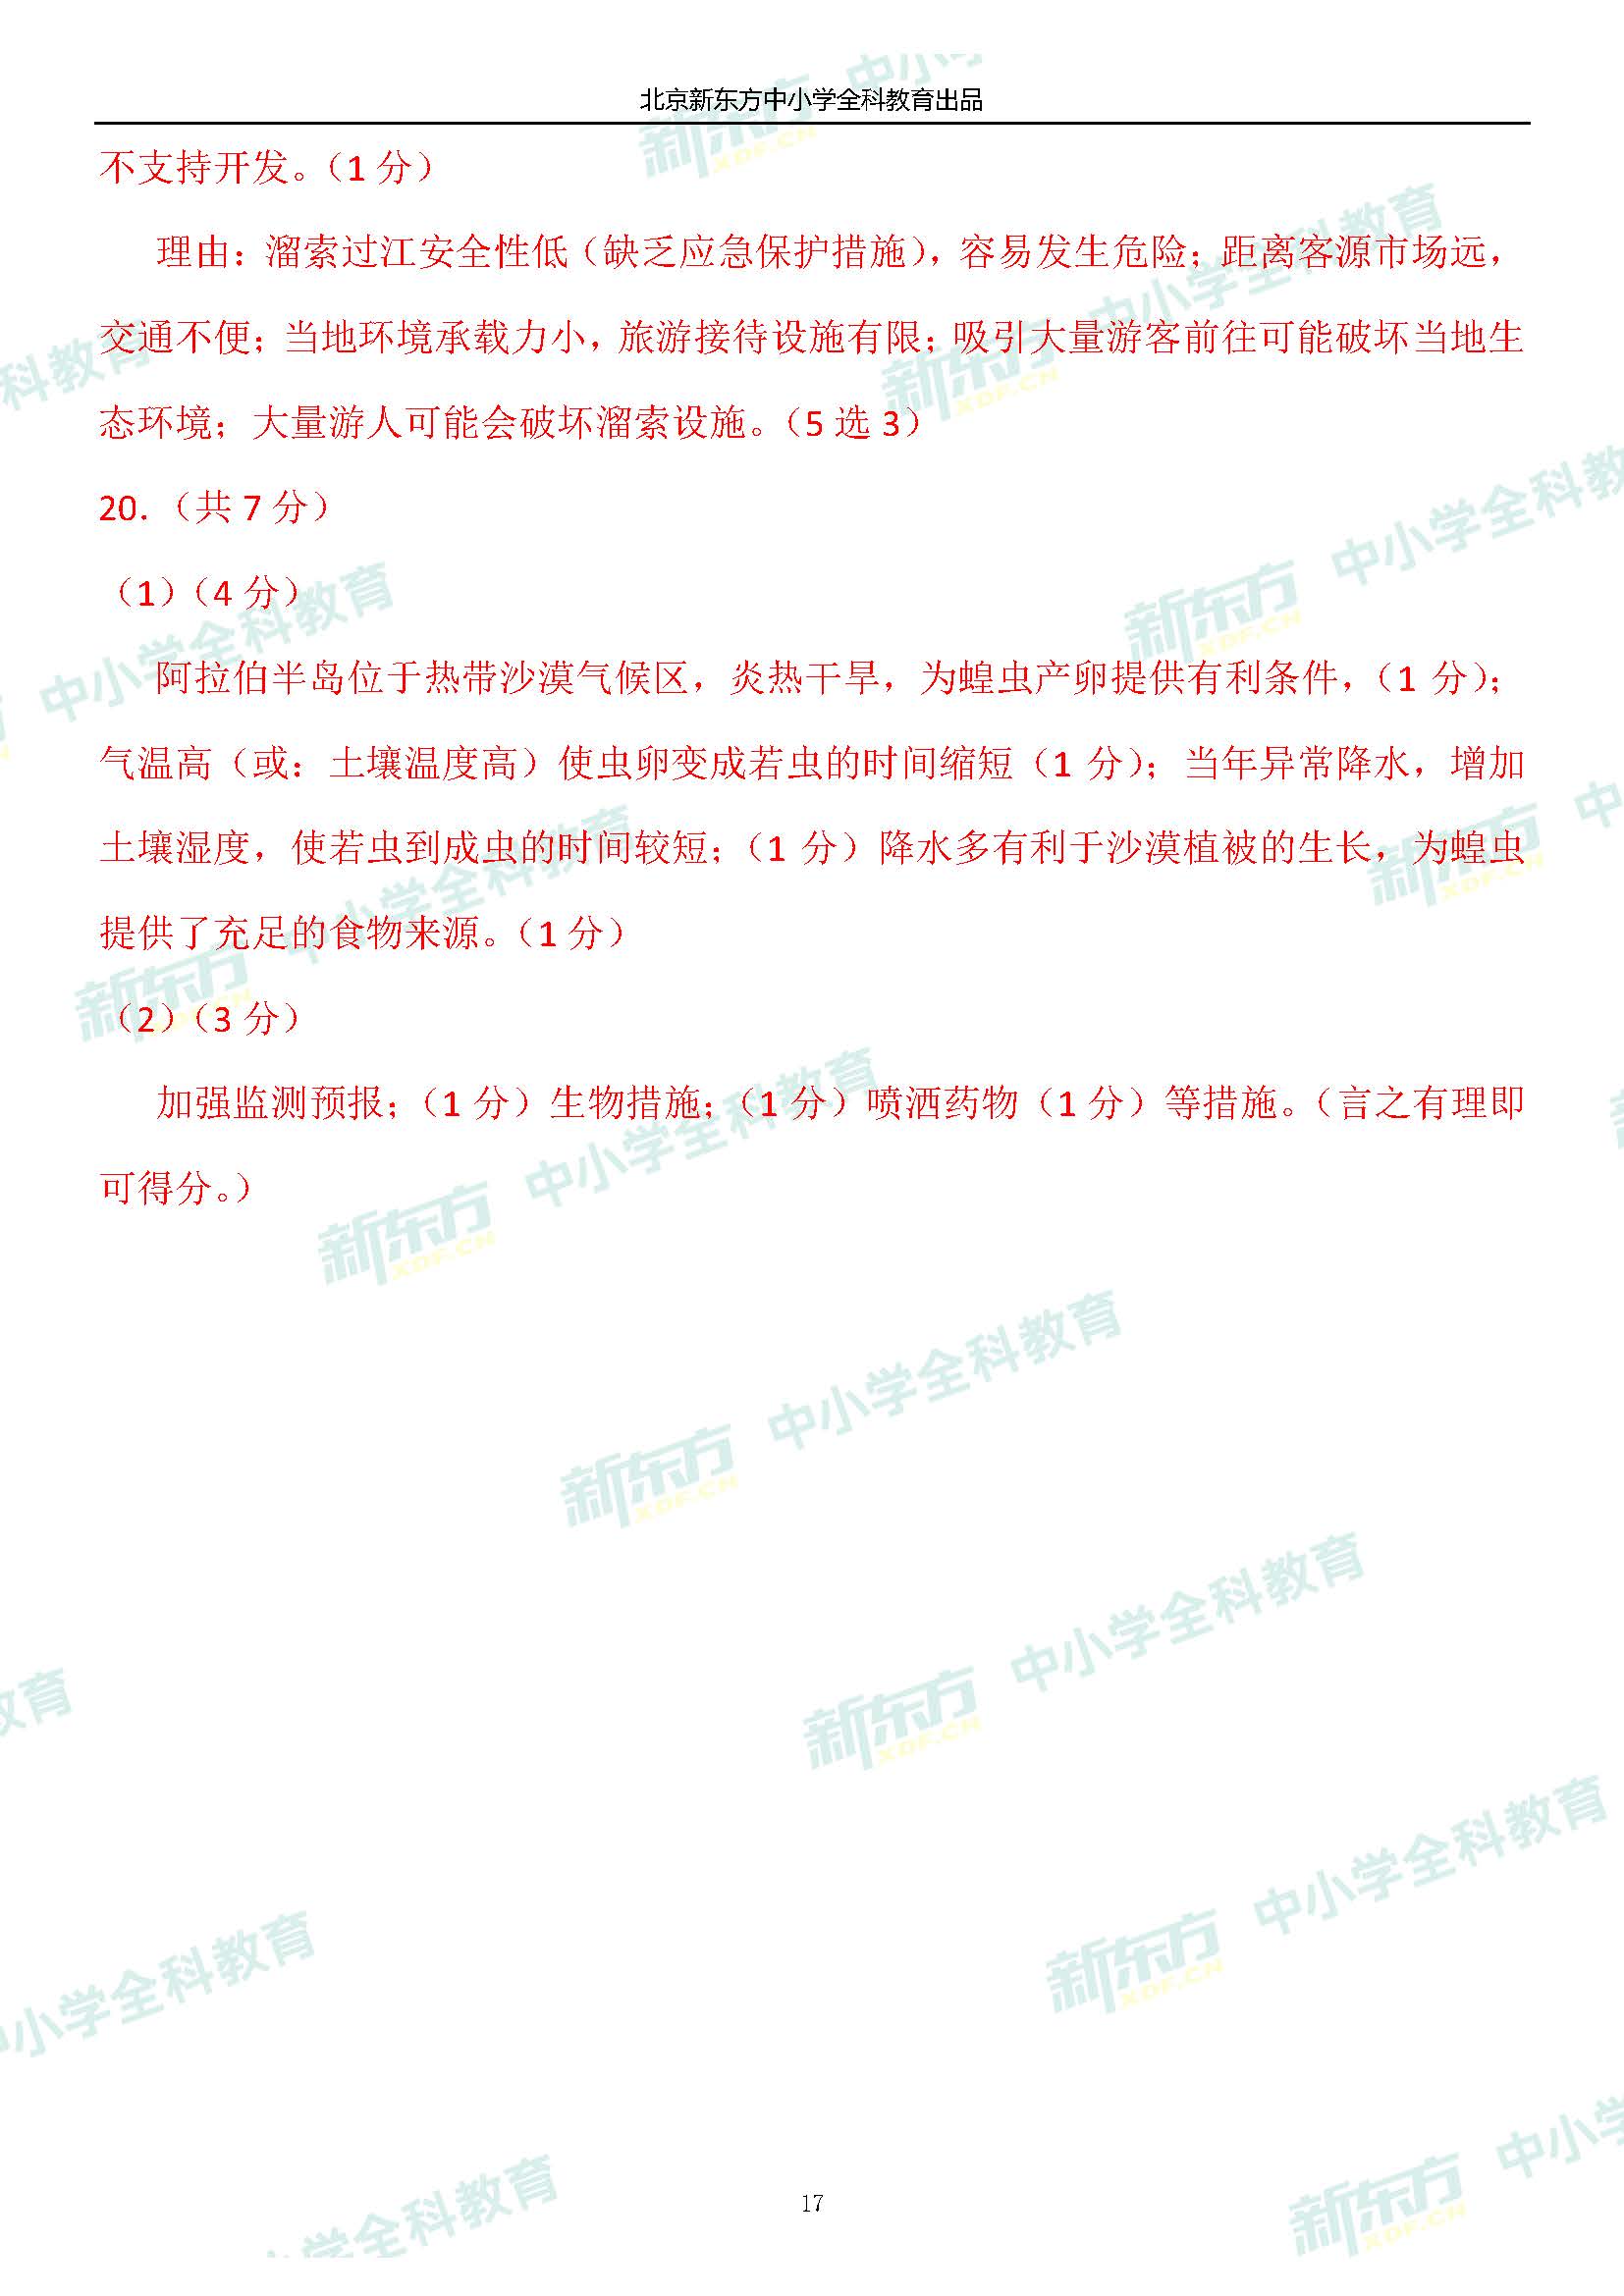 北京新东方中小学全科教育出品
不支持开发。（1 分）
理由：溜索过江安全性低（缺乏应急保护措施），容易发生危险；距离客源市场远，
交通不便；当地环境承载力小，旅游接待设施有限；吸引大量游客前往可能破坏当地生
态环境；大量游人可能会破坏溜索设施。（5 选 3）
20.（共 7 分）
（1）（4 分）
阿拉伯半岛位于热带沙漠气候区，炎热干旱，为蝗虫产卵提供有利条件，（1 分）；
气温高（或：土壤温度高）使虫卵变成若虫的时间缩短（1 分）；当年异常降水，增加
土壤湿度，使若虫到成虫的时间较短；（1 分）降水多有利于沙漠植被的生长，为蝗虫
提供了充足的食物来源。（1 分）
（2）（3 分）
加强监测预报；（1 分）生物措施；（1 分）喷洒药物（1 分）等措施。（言之有理即
可得分。）
新东方 XDF.CN 中小学全科教育
17